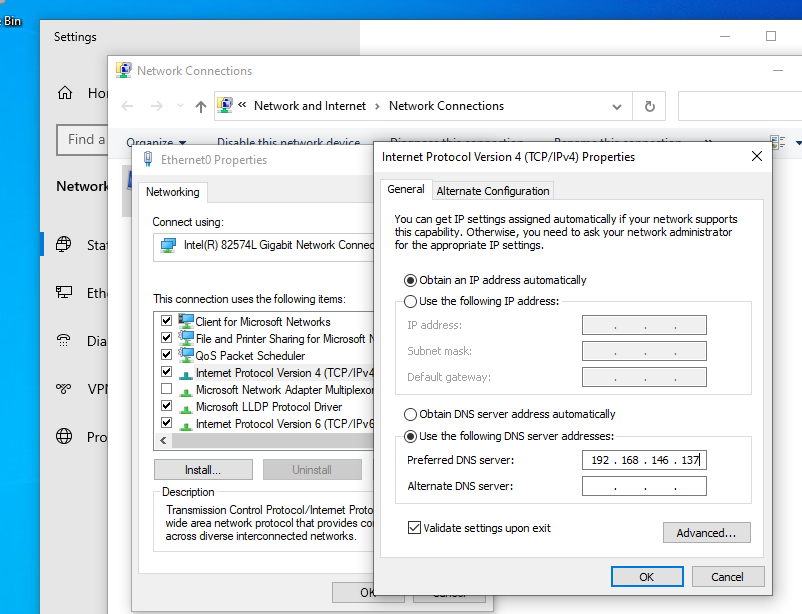 Bin
Settings
Network Connections
Network and Internet
Network Connections
Find a
Organize
Disable this network device
Diagnose this connection
Rename this connection
Ethernet0 Properties
Networking
Connect using:
Intel(R) 82574L Gigabit Network Connec
This connection uses the following items:
Client for Microsoft Networks
File and Printer Sharing for Microsoft N
QoS Packet Scheduler
Internet Protocol Version 4 (TCP/IPv4
Microsoft Network Adapter Multiplexor
Microsoft LLDP Protocol Driver
Internet Protocol Version 6 (TCP/IPv6
Install...
Uninstall
Description
Transmission Control Protocol/Internet Proto
wide area network protocol that provides co
across diverse interconnected networks.
OK
Cancel
Network
Internet Protocol Version 4 (TCP/IPv4) Properties
General
Alternate Configuration
You can get IP settings assigned automatically if your network supports
this capability. Otherwise, you need to ask your network administrator
for the appropriate IP settings.
Obtain an IP address automatically
Use the following IP address:
IP address:
Subnet mask:
Default gateway:
Obtain DNS server address automatically
Use the following DNS server addresses:
Preferred DNS server:
192 . 168 . 146 . 137
Alternate DNS server:
Validate settings upon exit
Advanced...
OK
Cancel
Ho
Sta
Eth
Dia
VPN
Pro